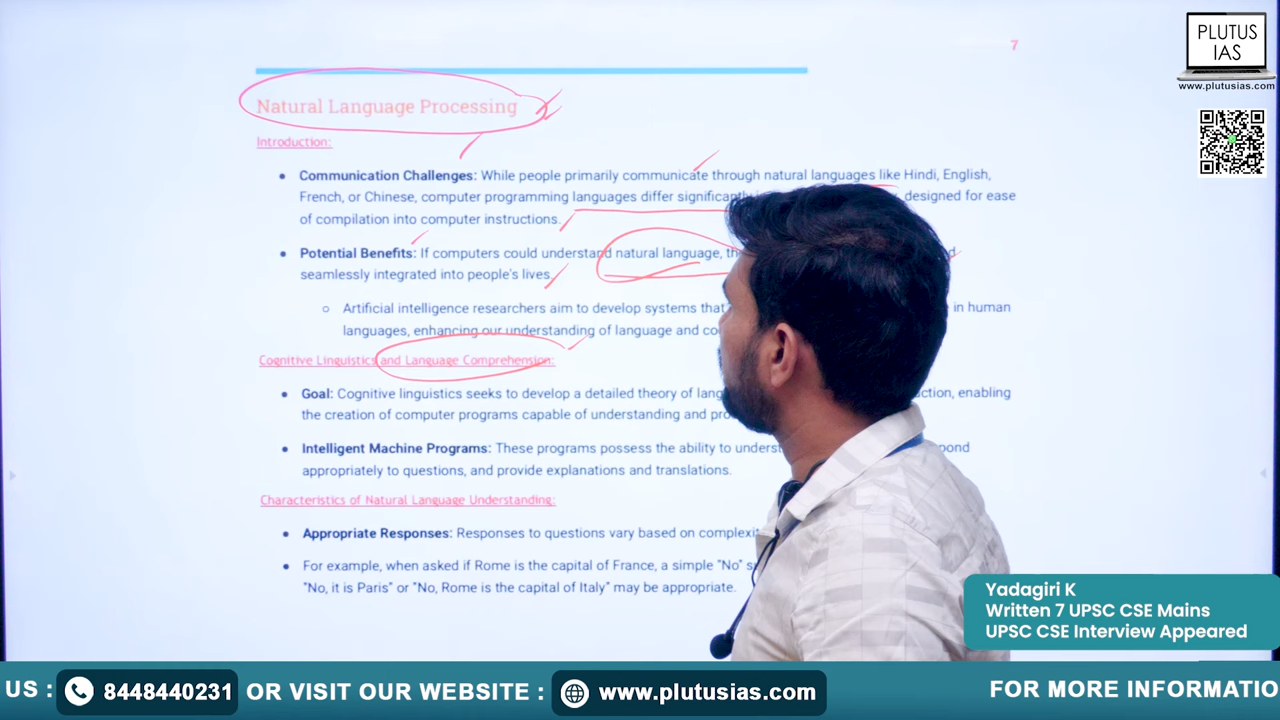 7
PLUTUS
IAS
www.plutusias.com
Natural Language Processing
Introduction:
• Communication Challenges: While people primarily communicate through natural languages like Hindi, English,
French, or Chinese, computer programming languages differ significantly designed for ease
of compilation into computer instructions.
• Potential Benefits: If computers could understand natural language,
seamlessly integrated into people's lives.
○ Artificial intelligence researchers aim to develop systems that in human
languages, enhancing our understanding of language and
Cognitive Linguistics and Language Comprehension:
• Goal: Cognitive linguistics seeks to develop a detailed theory of enabling
the creation of computer programs capable of understanding and
• Intelligent Machine Programs: These programs possess the ability to
appropriately to questions, and provide explanations and translations.
Characteristics of Natural Language Understanding:
• Appropriate Responses: Responses to questions vary based on
• For example, when asked if Rome is the capital of France, a simple "No"
"No, it is Paris" or "No, Rome is the capital of Italy" may be appropriate.
Yadagiri K
Written 7 UPSC CSE Mains
UPSC CSE Interview Appeared
US : 8448440231 OR VISIT OUR WEBSITE : www.plutusias.com FOR MORE